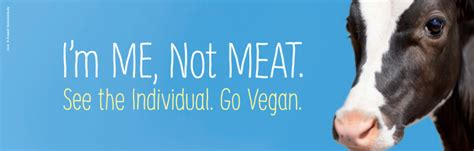 I'm ME, Not MEAT.
See the Individual. Go Vegan.